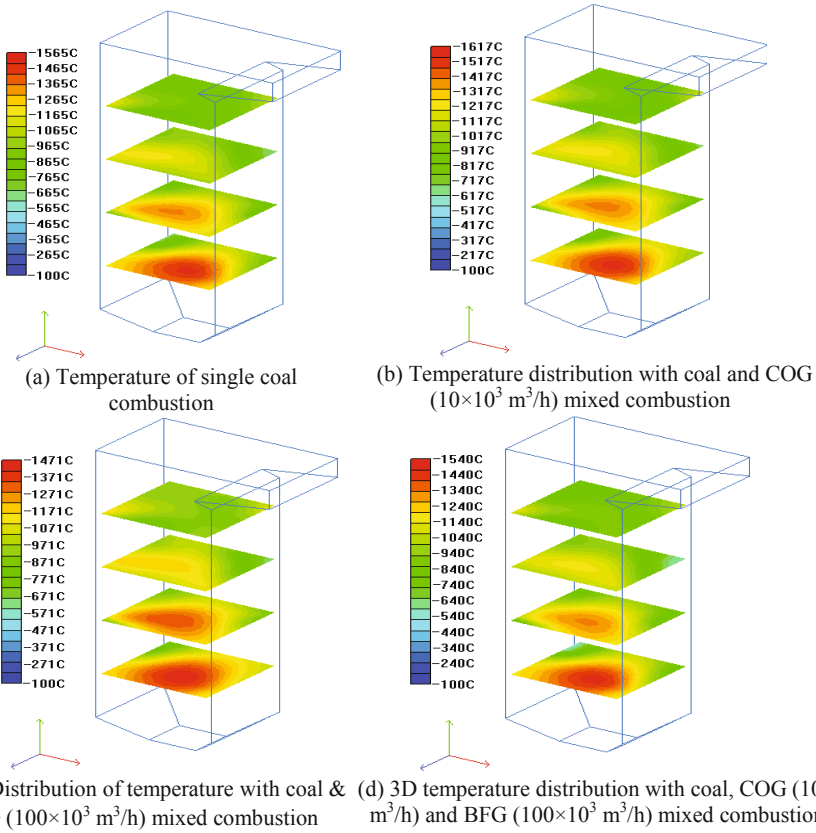 -1565C
-1465C
-1365C
-1265C
-1165C
-1065C
-965C
-865C
-765C
-665C
-565C
-465C
-365C
-265C
-100C
-1617C
-1517C
-1417C
-1317C
-1217C
-1117C
-1017C
-917C
-817C
-717C
-617C
-517C
-417C
-317C
-217C
-100C
(a) Temperature of single coal
combustion
(b) Temperature distribution with coal and COG
(10×10³ m³/h) mixed combustion
-1471C
-1371C
-1271C
-1171C
-1071C
-971C
-871C
-771C
-671C
-571C
-471C
-371C
-271C
-100C
-1540C
-1440C
-1340C
-1240C
-1140C
-1040C
-940C
-840C
-740C
-640C
-540C
-440C
-340C
-240C
-100C
Distribution of temperature with coal &
(100×10³ m³/h) mixed combustion
(d) 3D temperature distribution with coal, COG (10
m³/h) and BFG (100×10³ m³/h) mixed combustion